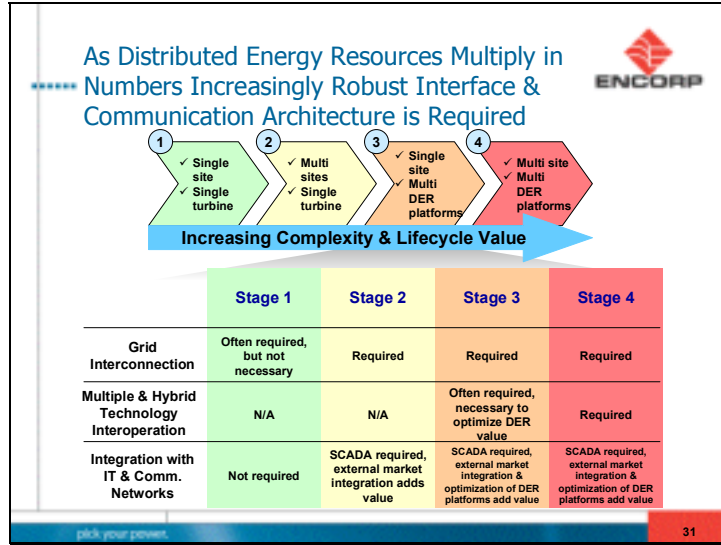 As Distributed Energy Resources Multiply in
Numbers Increasingly Robust Interface &
Communication Architecture is Required
ENCORP
1
✓ Single
site
✓ Single
turbine
2
✓ Multi
sites
✓ Single
turbine
3
✓ Single
site
✓ Multi
DER
platforms
4
✓ Multi site
✓ Multi
DER
platforms
Increasing Complexity & Lifecycle Value
Stage 1
Stage 2
Stage 3
Stage 4
Grid
Interconnection
Often required,
but not
necessary
Required
Required
Required
Multiple & Hybrid
Technology
Interoperation
N/A
N/A
Often required,
necessary to
optimize DER
value
Required
Integration with
IT & Comm.
Networks
Not required
SCADA required,
external market
integration adds
value
SCADA required,
external market
integration &
optimization of DER
platforms add value
SCADA required,
external market
integration &
optimization of DER
platforms add value
pick your power.
31